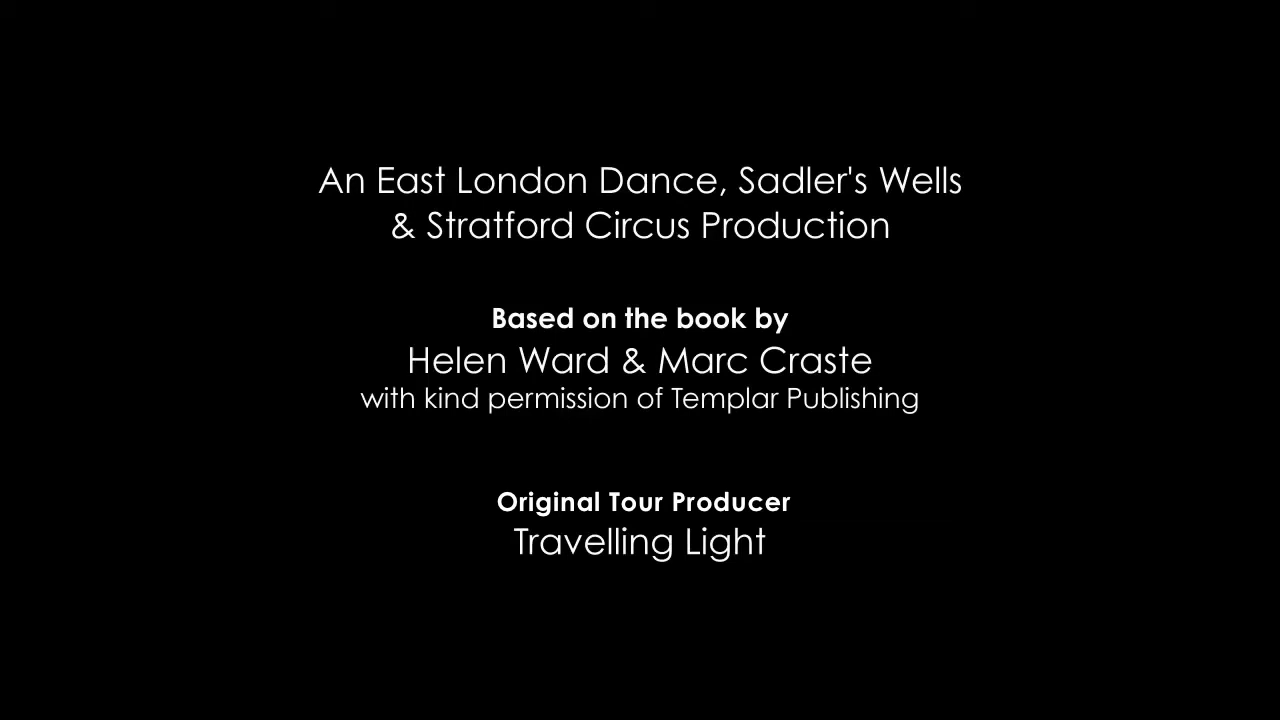 An East London Dance, Sadler's Wells
& Stratford Circus Production
Based on the book by
Helen Ward & Marc Craste
with kind permission of Templar Publishing
Original Tour Producer
Travelling Light